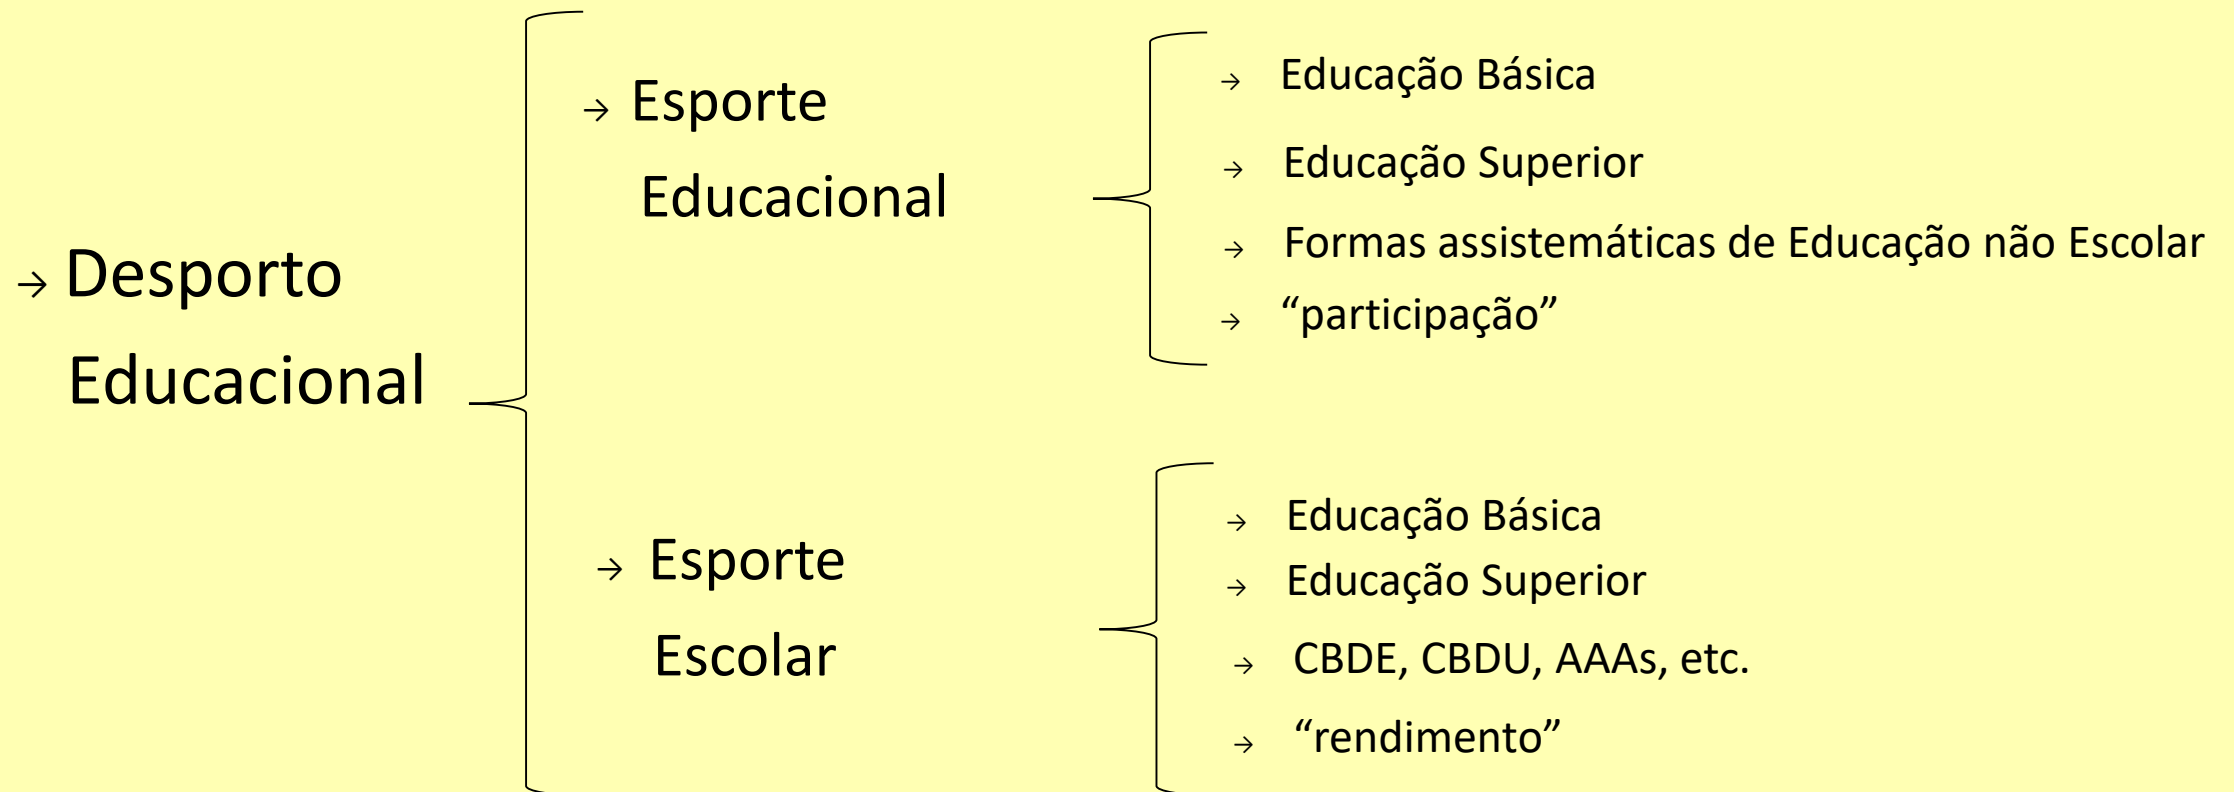 → Desporto
Educacional
→ Esporte
Educacional
→ Educação Básica
→ Educação Superior
→ Formas assistemáticas de Educação não Escolar
→ “participação”
→ Esporte
Escolar
→ Educação Básica
→ Educação Superior
→ CBDE, CBDU, AAAs, etc.
→ “rendimento”